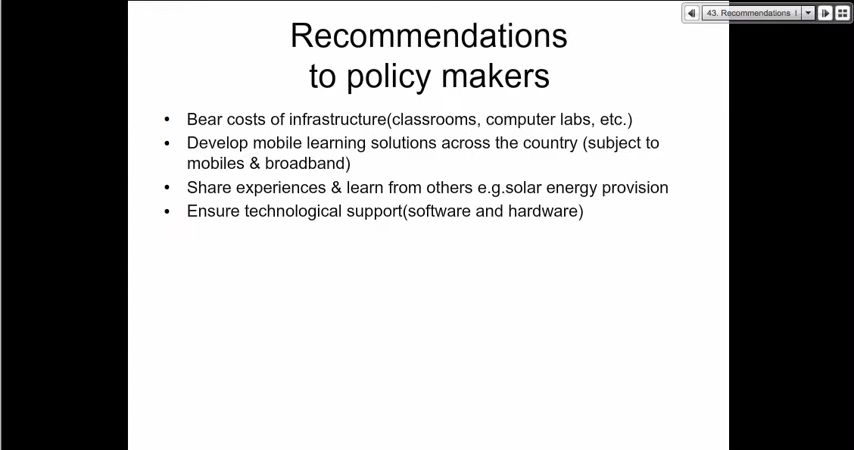 43. Recommendations
Recommendations
to policy makers
• Bear costs of infrastructure(classrooms, computer labs, etc.)
• Develop mobile learning solutions across the country (subject to
mobiles & broadband)
• Share experiences & learn from others e.g.solar energy provision
• Ensure technological support(software and hardware)